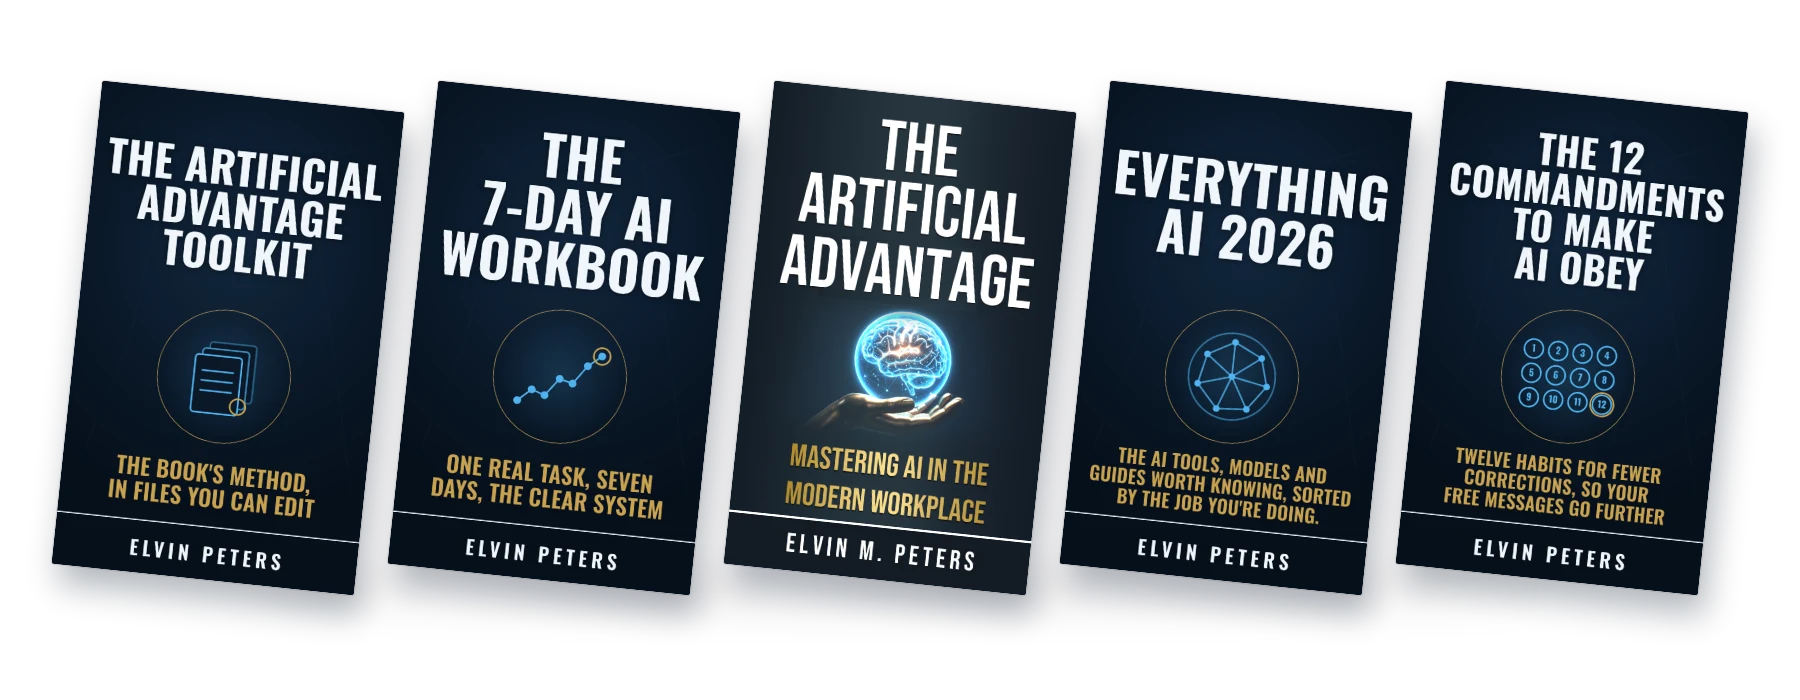 THE ARTIFICIAL
ADVANTAGE
TOOLKIT
THE BOOK'S METHOD,
IN FILES YOU CAN EDIT
ELVIN PETERS
THE
7-DAY AI
WORKBOOK
ONE REAL TASK, SEVEN
DAYS, THE CLEAR SYSTEM
ELVIN PETERS
THE
ARTIFICIAL
ADVANTAGE
MASTERING AI IN THE
MODERN WORKPLACE
ELVIN M. PETERS
EVERYTHING
AI 2026
THE AI TOOLS, MODELS AND
GUIDES WORTH KNOWING, SORTED
BY THE JOB YOU'RE DOING.
ELVIN PETERS
THE 12
COMMANDMENTS
TO MAKE
AI OBEY
1 2 3 4
5 6 7 8
9 10 11 12
TWELVE HABITS FOR FEWER
CORRECTIONS, SO YOUR
FREE MESSAGES GO FURTHER
ELVIN PETERS